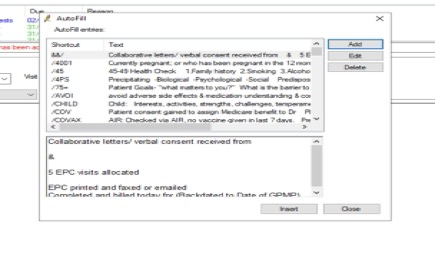 Due Reason
ests 02/
31/
31/
has been ac
Visit
AutoFill
AutoFill entries:
Shortcut Text
&&/ Collaborative letters/ verbal consent received from & 5 E
/4001 Currently pregnant, or who has been pregnant in the 12 mon
/45 45-49 Health Check 1.Family history 2.Smoking 3.Alcoho
/4PS Precipitating -Biological -Psychological -Social Predispos
/75+ Patient Goals- "what matters to you?" What is the barrier to
/AVOI avoid adverse side effects & medication understanding & co
/CHILD Child: Interests, activities, strengths, challenges, temperame
/COV Patient consent gained to assign Medicare benefit to Dr
/COVAX AIR: Checked via AIR, no vaccine given in last 7 days.
Add
Edit
Delete
Collaborative letters/ verbal consent received from
&
5 EPC visits allocated
EPC printed and faxed or emailed
Completed and billed today for (Backdated to Date of GPMP)
Insert Close